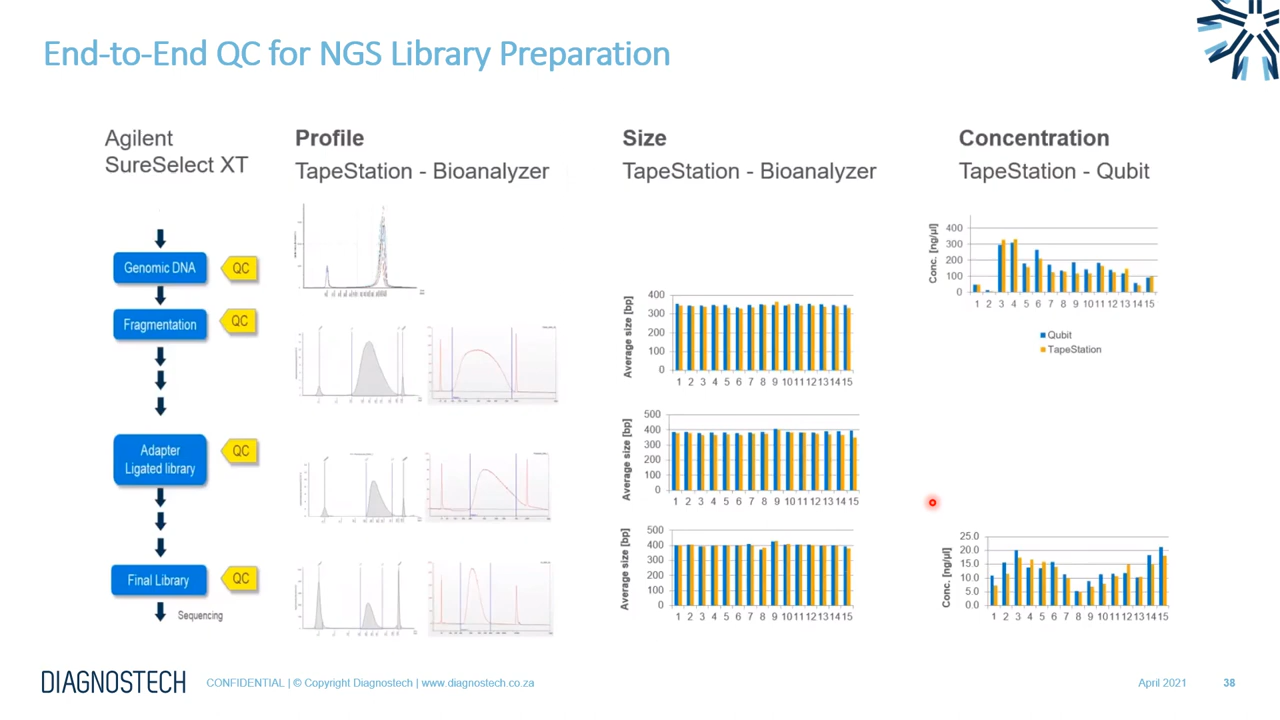 End-to-End QC for NGS Library Preparation
Agilent
SureSelect XT
Profile
TapeStation - Bioanalyzer
Size
TapeStation - Bioanalyzer
Concentration
TapeStation - Qubit
Genomic DNA
QC
Fragmentation
QC
Adapter
Ligated library
QC
Final Library
QC
Sequencing
Average size [bp]
400
300
200
100
0
1 2 3 4 5 6 7 8 9 10 11 12 13 14 15
Average size [bp]
500
400
300
200
100
0
1 2 3 4 5 6 7 8 9 10 11 12 13 14 15
Average size [bp]
500
400
300
200
100
0
1 2 3 4 5 6 7 8 9 10 11 12 13 14 15
Conc. [ng/µl]
400
300
200
100
0
1 2 3 4 5 6 7 8 9 10 11 12 13 14 15
Qubit
TapeStation
Conc. [ng/µl]
25.0
20.0
15.0
10.0
5.0
0.0
1 2 3 4 5 6 7 8 9 10 11 12 13 14 15
DIAGNOSTECH
CONFIDENTIAL | © Copyright Diagnostech | www.diagnostech.co.za
April 2021
38